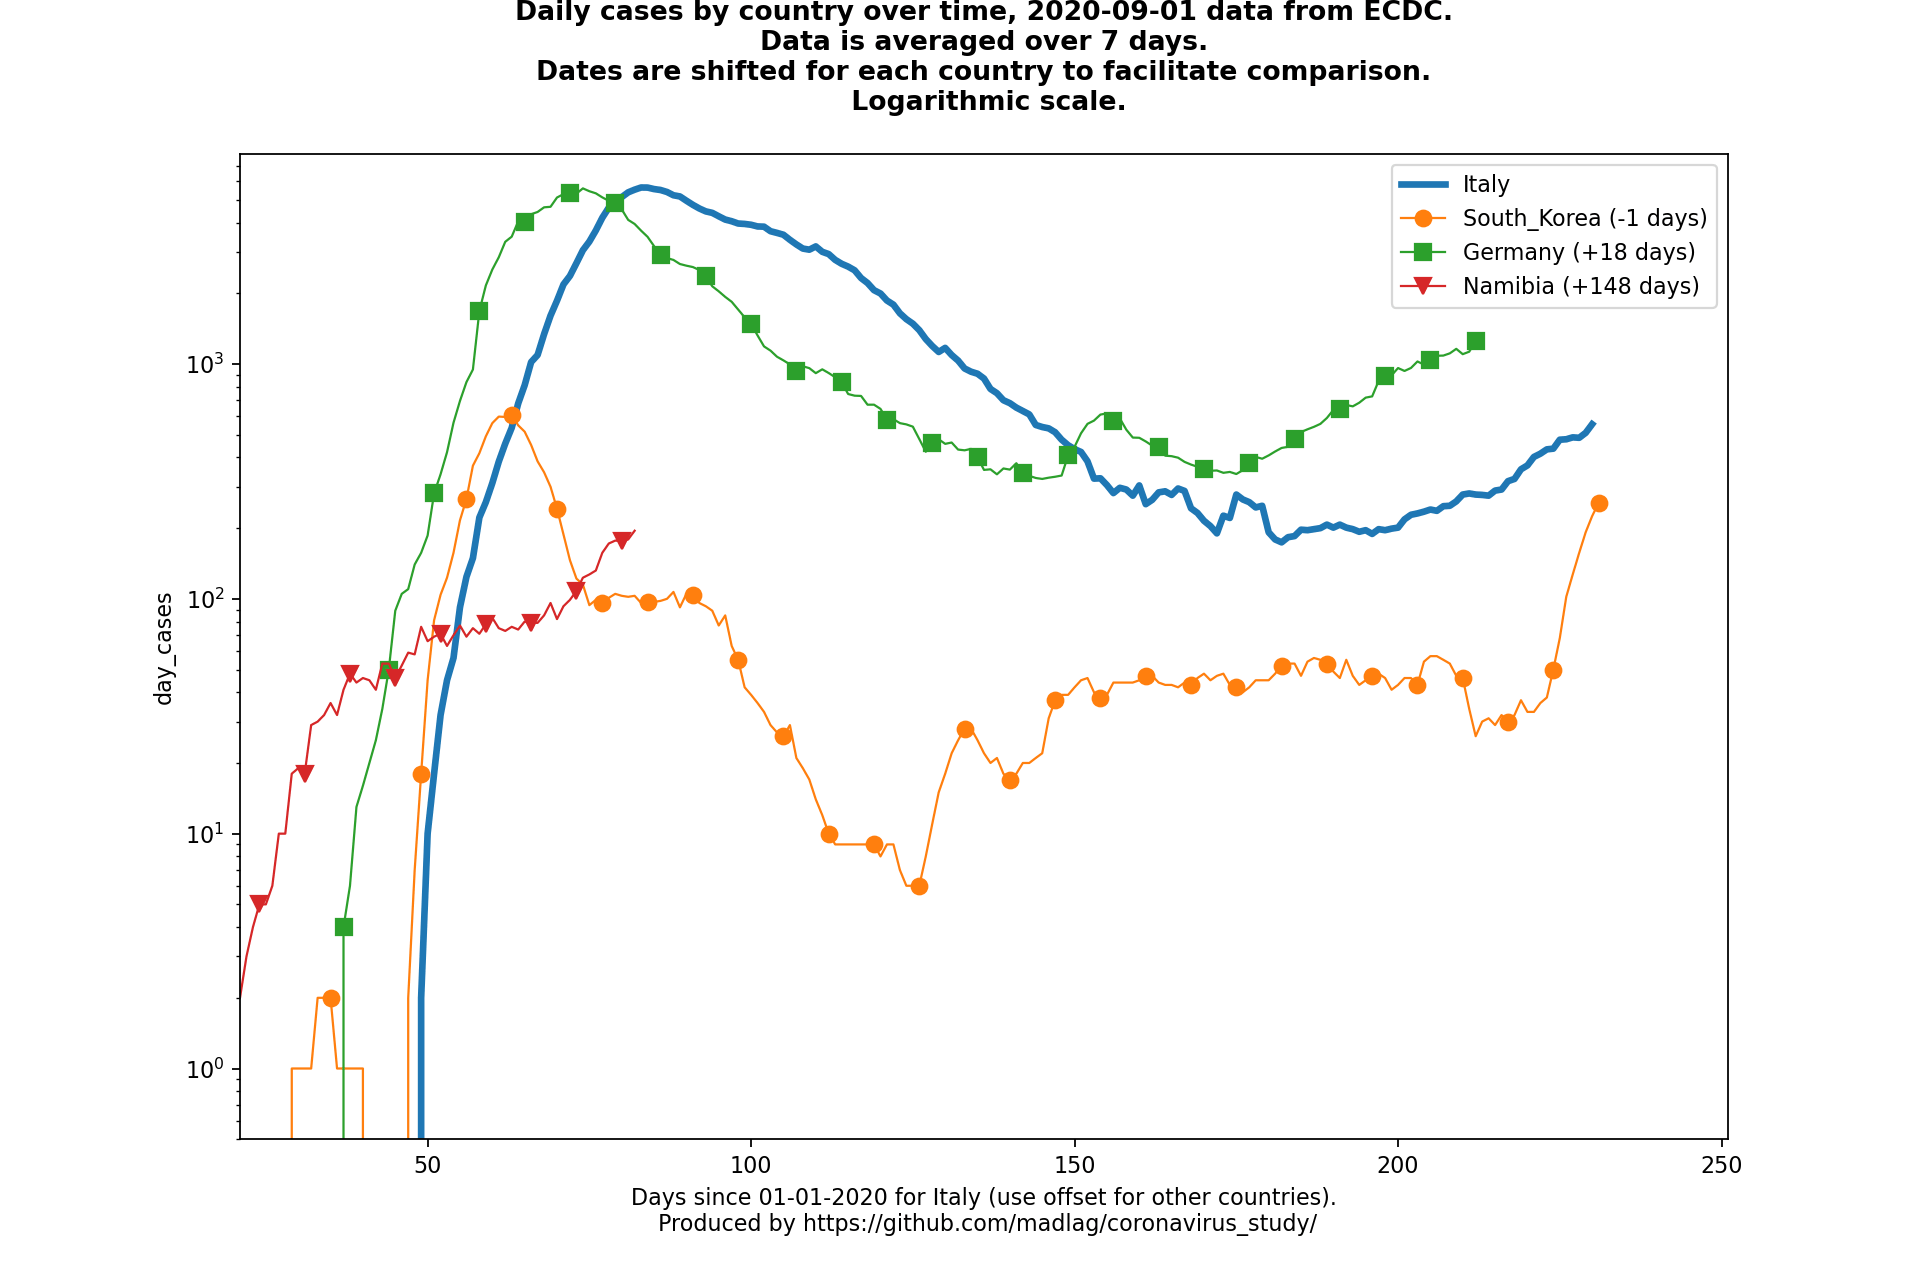 Daily cases by country over time, 2020-09-01 data from ECDC.
Data is averaged over 7 days.
Dates are shifted for each country to facilitate comparison.
Logarithmic scale.
Italy
South_Korea (-1 days)
Germany (+18 days)
Namibia (+148 days)
day_cases
10³
10²
10¹
10⁰
50 100 150 200 250
Days since 01-01-2020 for Italy (use offset for other countries).
Produced by https://github.com/madlag/coronavirus_study/